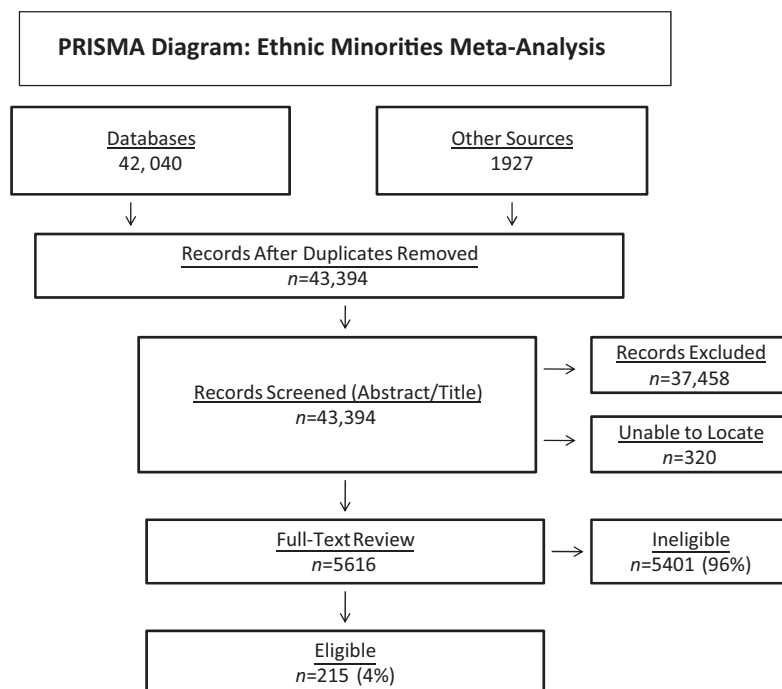 PRISMA Diagram: Ethnic Minorities Meta-Analysis
Databases
42, 040
Other Sources
1927
Records After Duplicates Removed
n=43,394
Records Screened (Abstract/Title)
n=43,394
Records Excluded
n=37,458
Unable to Locate
n=320
Full-Text Review
n=5616
Ineligible
n=5401 (96%)
Eligible
n=215 (4%)